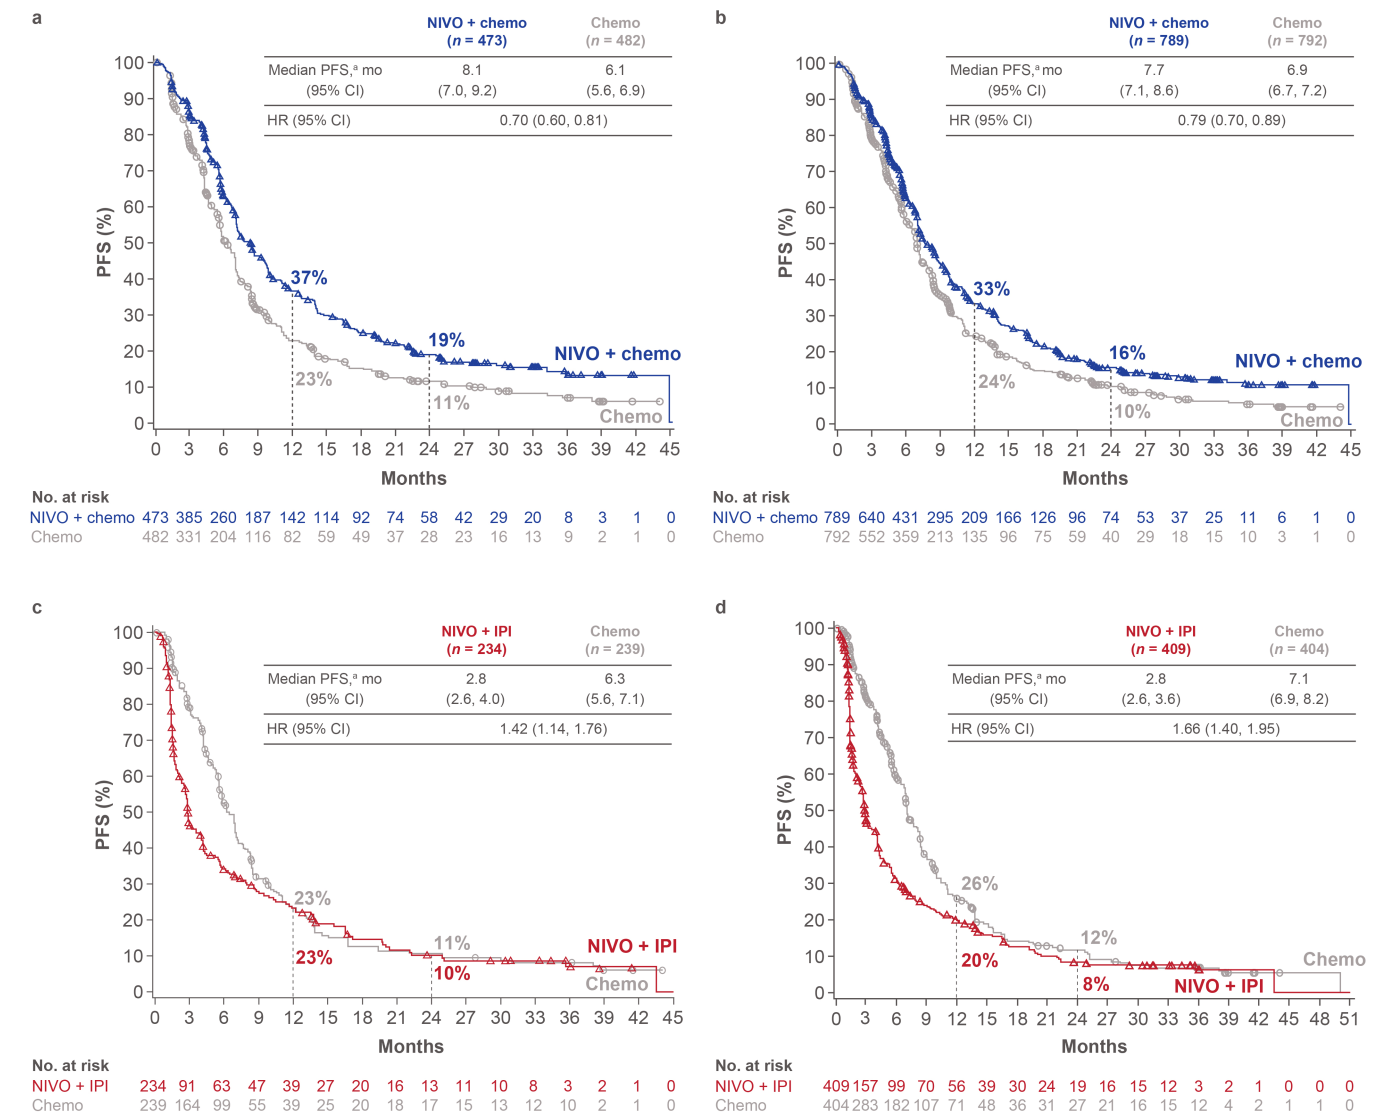 a
NIVO + chemo Chemo
(n = 473) (n = 482)
Median PFS,ᵃ mo 8.1 6.1
(95% CI) (7.0, 9.2) (5.6, 6.9)
HR (95% CI) 0.70 (0.60, 0.81)
PFS (%)
100
90
80
70
60
50
40
30
20
10
0
37%
23%
19%
11%
NIVO + chemo
Chemo
0 3 6 9 12 15 18 21 24 27 30 33 36 39 42 45
Months
No. at risk
NIVO + chemo 473 385 260 187 142 114 92 74 58 42 29 20 8 3 1 0
Chemo 482 331 204 116 82 59 49 37 28 23 16 13 9 2 1 0
b
NIVO + chemo Chemo
(n = 789) (n = 792)
Median PFS,ᵃ mo 7.7 6.9
(95% CI) (7.1, 8.6) (6.7, 7.2)
HR (95% CI) 0.79 (0.70, 0.89)
PFS (%)
100
90
80
70
60
50
40
30
20
10
0
33%
24%
16%
10%
NIVO + chemo
Chemo
0 3 6 9 12 15 18 21 24 27 30 33 36 39 42 45
Months
No. at risk
NIVO + chemo 789 640 431 295 209 166 126 96 74 53 37 25 11 6 1 0
Chemo 792 552 359 213 135 96 75 59 40 29 18 15 10 3 1 0
c
NIVO + IPI Chemo
(n = 234) (n = 239)
Median PFS,ᵃ mo 2.8 6.3
(95% CI) (2.6, 4.0) (5.6, 7.1)
HR (95% CI) 1.42 (1.14, 1.76)
PFS (%)
100
90
80
70
60
50
40
30
20
10
0
23%
23%
11%
10%
NIVO + IPI
Chemo
0 3 6 9 12 15 18 21 24 27 30 33 36 39 42 45
Months
No. at risk
NIVO + IPI 234 91 63 47 39 27 20 16 13 11 10 8 3 2 1 0
Chemo 239 164 99 55 39 25 20 18 17 15 13 12 10 2 1 0
d
NIVO + IPI Chemo
(n = 409) (n = 404)
Median PFS,ᵃ mo 2.8 7.1
(95% CI) (2.6, 3.6) (6.9, 8.2)
HR (95% CI) 1.66 (1.40, 1.95)
PFS (%)
100
90
80
70
60
50
40
30
20
10
0
26%
20%
12%
8%
Chemo
NIVO + IPI
0 3 6 9 12 15 18 21 24 27 30 33 36 39 42 45 48 51
Months
No. at risk
NIVO + IPI 409 157 99 70 56 39 30 24 19 16 15 12 3 2 1 0 0 0
Chemo 404 283 182 107 71 48 36 31 27 21 16 15 12 4 2 1 1 0